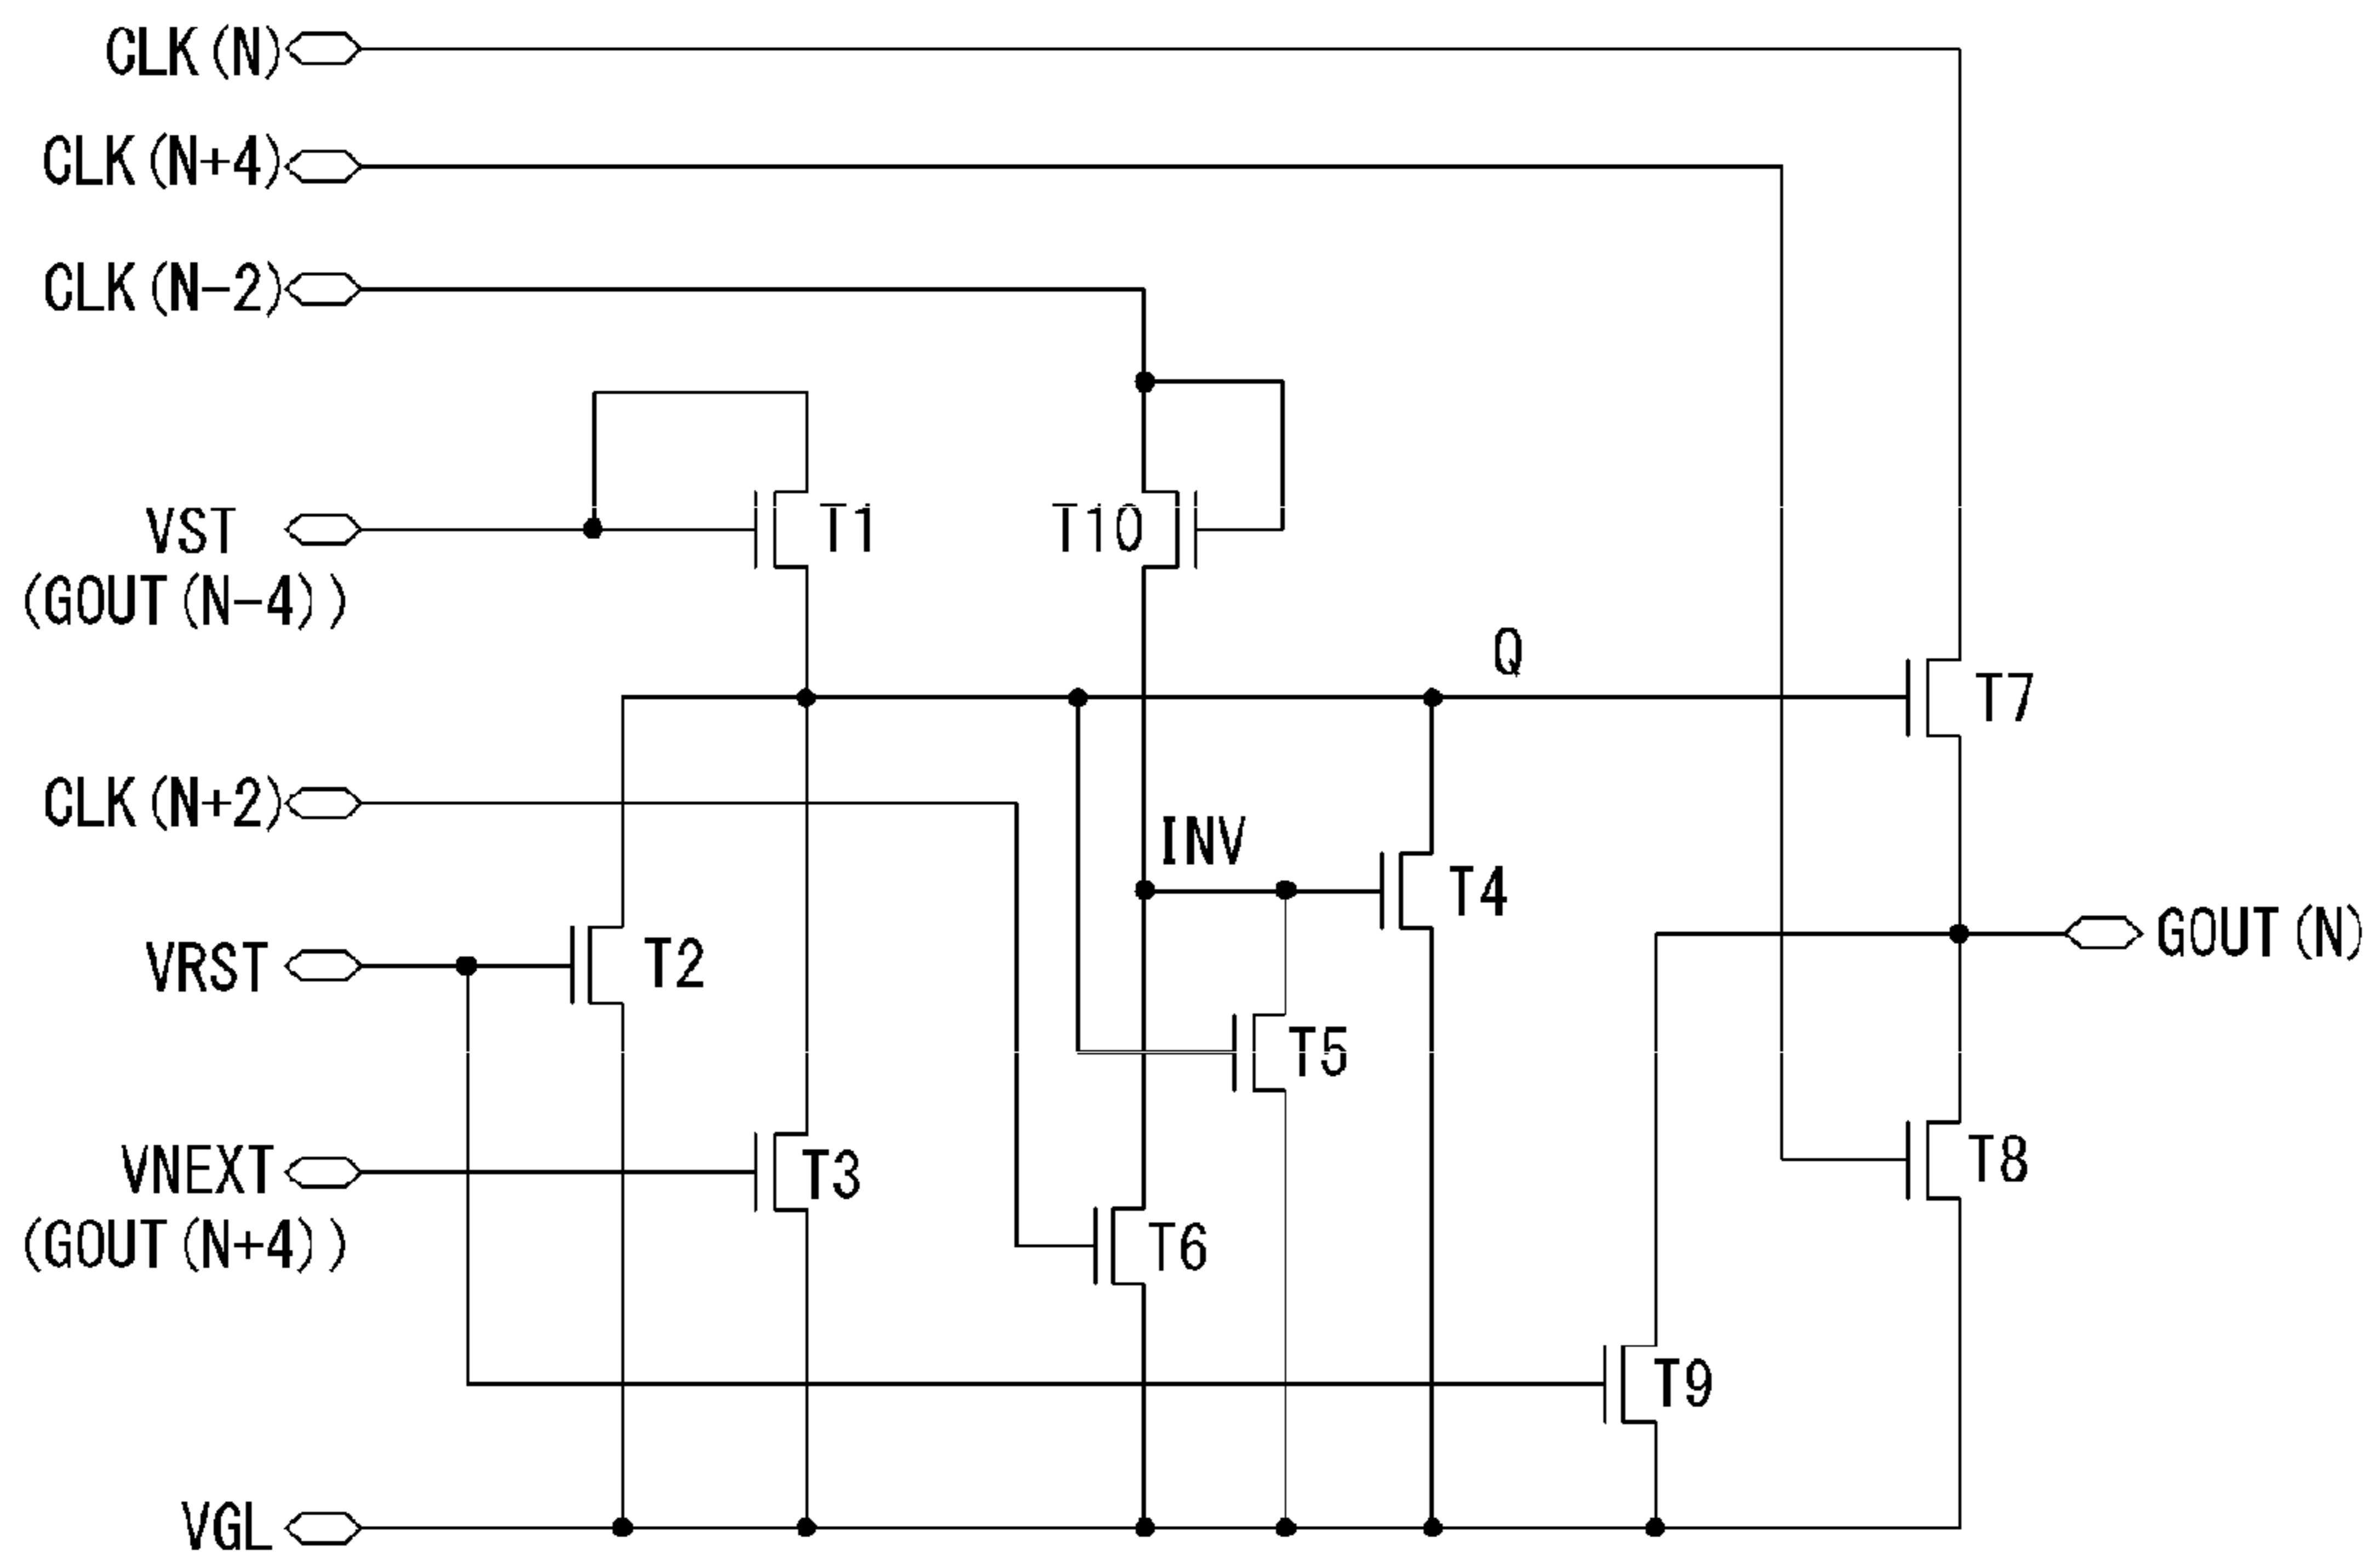 CLK(N)
CLK(N+4)
CLK(N-2)
VST
(GOUT(N-4))
T1
T10
Q
T7
CLK(N+2)
INV
T4
GOUT(N)
VRST
T2
T5
VNEXT
(GOUT(N+4))
T3
T8
T6
T9
VGL